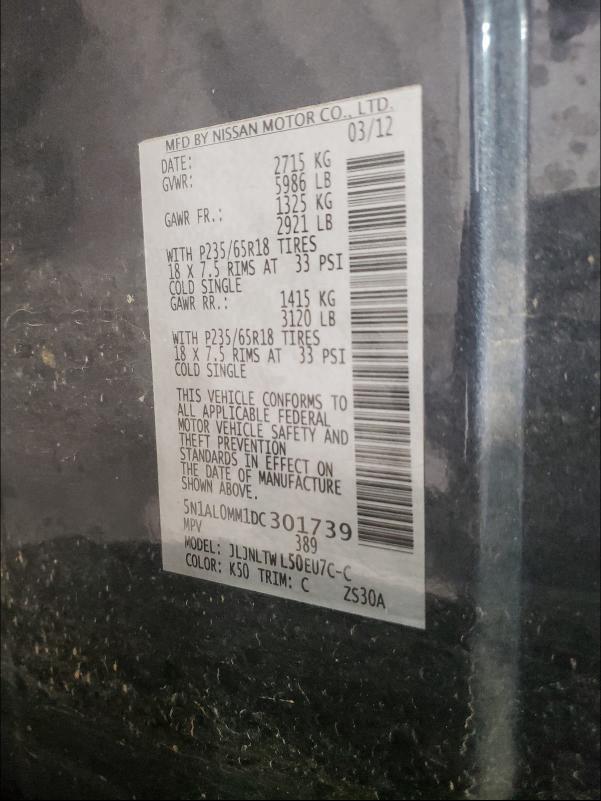 MFD BY NISSAN MOTOR CO., LTD.
DATE: 03/12
GVWR: 2715 KG
5986 LB
GAWR FR.: 1325 KG
2921 LB
WITH P235/65R18 TIRES
18 X 7.5 RIMS AT 33 PSI
COLD SINGLE
GAWR RR.: 1415 KG
3120 LB
WITH P235/65R18 TIRES
18 X 7.5 RIMS AT 33 PSI
COLD SINGLE
THIS VEHICLE CONFORMS TO
ALL APPLICABLE FEDERAL
MOTOR VEHICLE SAFETY AND
THEFT PREVENTION
STANDARDS IN EFFECT ON
THE DATE OF MANUFACTURE
SHOWN ABOVE.
5N1AL0MM1DC301739
MPV 389
MODEL: JLJNLTWL50EU7C-C
COLOR: K50 TRIM: C ZS30A